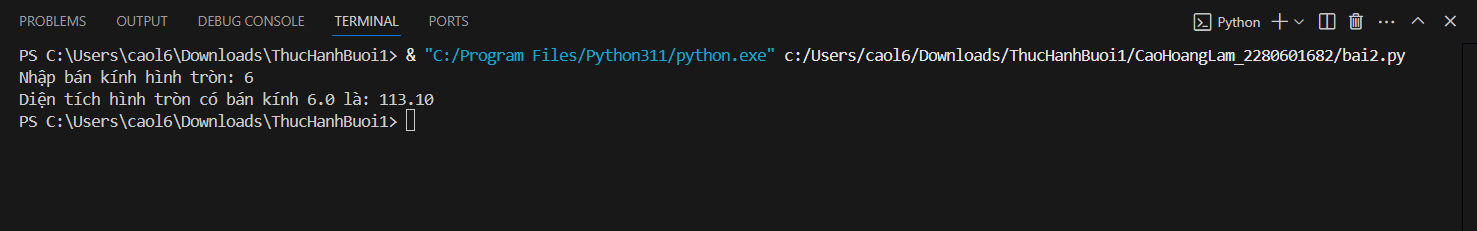 PROBLEMS OUTPUT DEBUG CONSOLE TERMINAL PORTS Python
PS C:\Users\caol6\Downloads\ThucHanhBuoi1> & "C:/Program Files/Python311/python.exe" c:/Users/caol6/Downloads/ThucHanhBuoi1/CaoHoangLam_2280601682/bai2.py
Nhập bán kính hình tròn: 6
Diện tích hình tròn có bán kính 6.0 là: 113.10
PS C:\Users\caol6\Downloads\ThucHanhBuoi1>